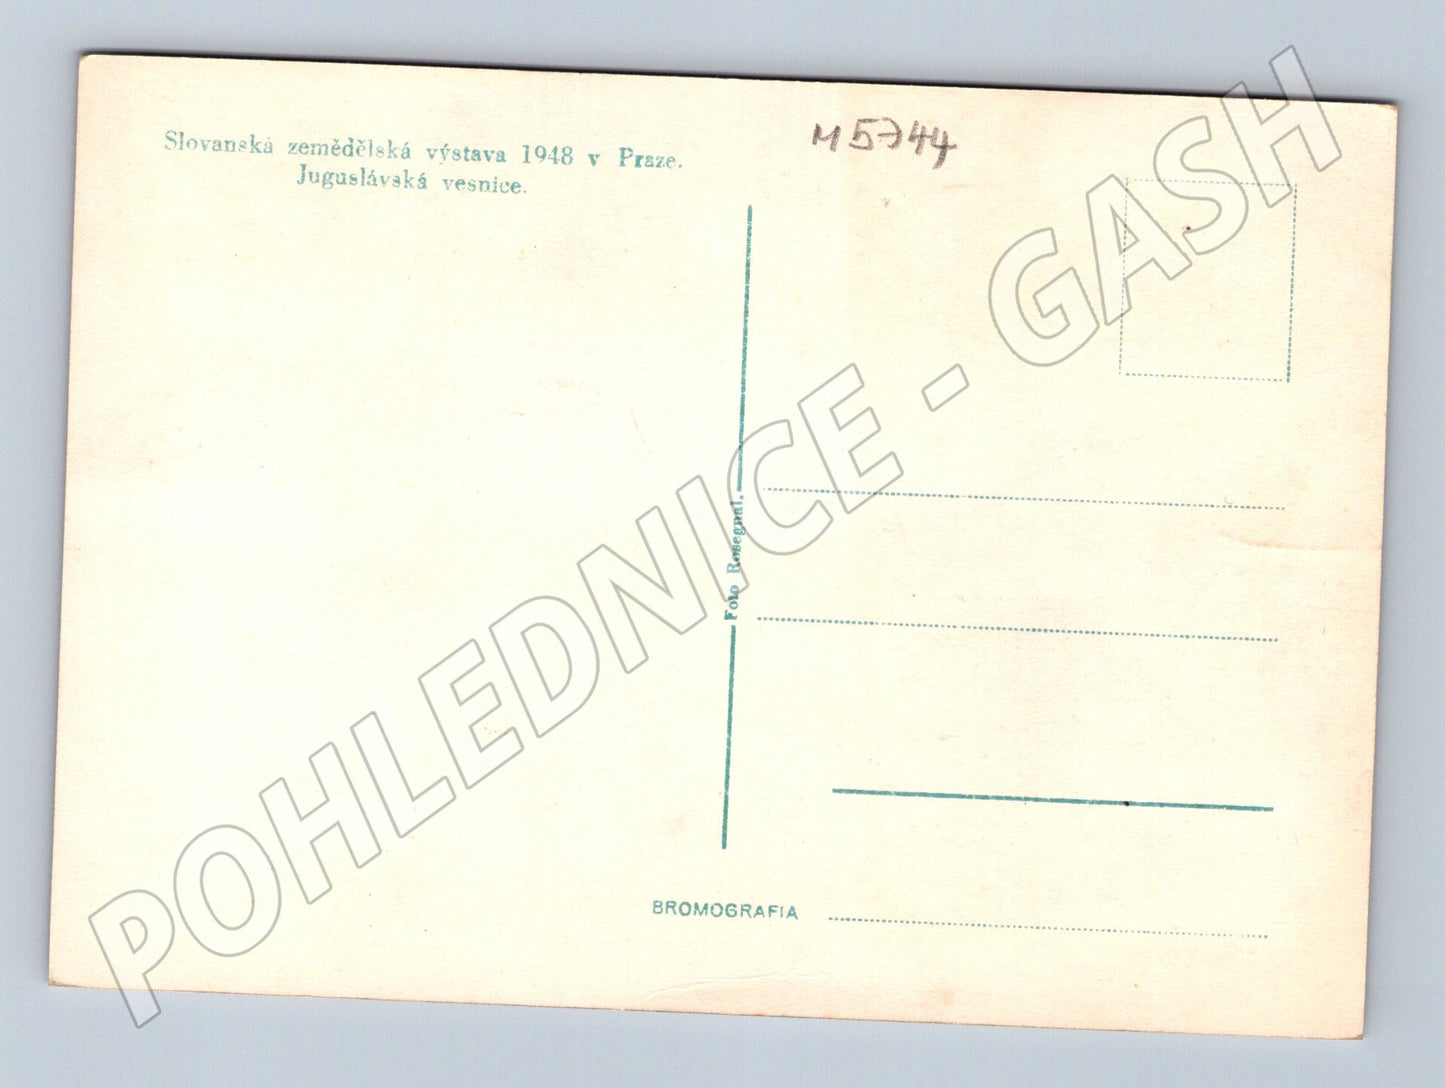 Slovanská zemědělská výstava 1948 v Praze.
Juguslávská vesnice.
M5744
Foto Rosegnal.
BROMOGRAFIA
POHLEDNICE - GASH